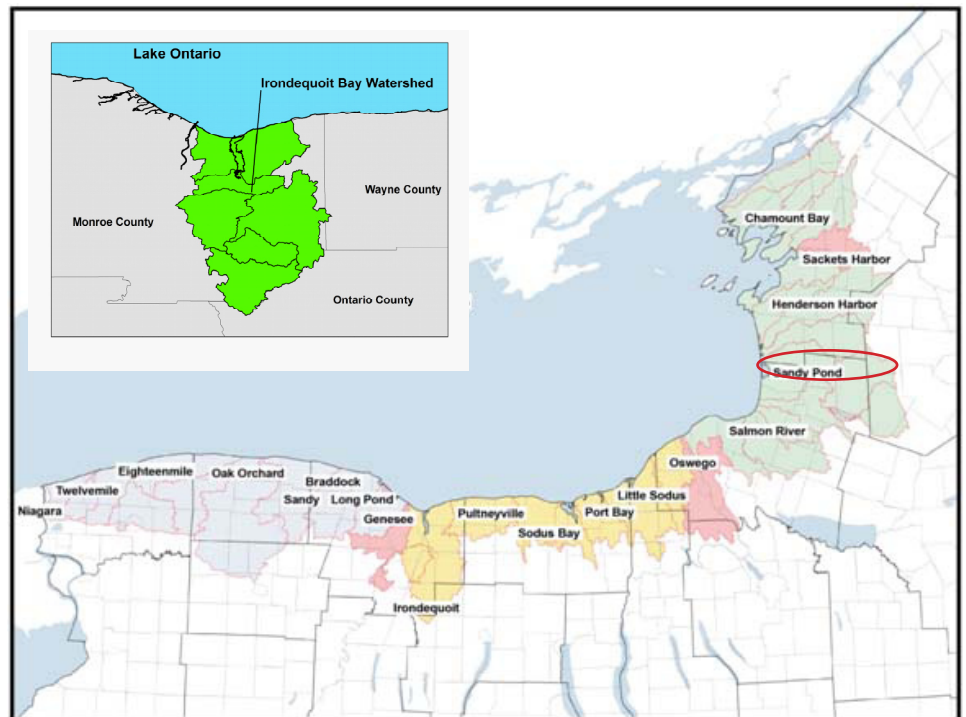 Lake Ontario
Irondequoit Bay Watershed
Wayne County
Monroe County
Ontario County
Chamount Bay
Sackets Harbor
Henderson Harbor
Sandy Pond
Salmon River
Oswego
Little Sodus
Port Bay
Sodus Bay
Pultneyville
Irondequoit
Genesee
Long Pond
Braddock
Sandy
Oak Orchard
Eighteenmile
Twelvemile
Niagara